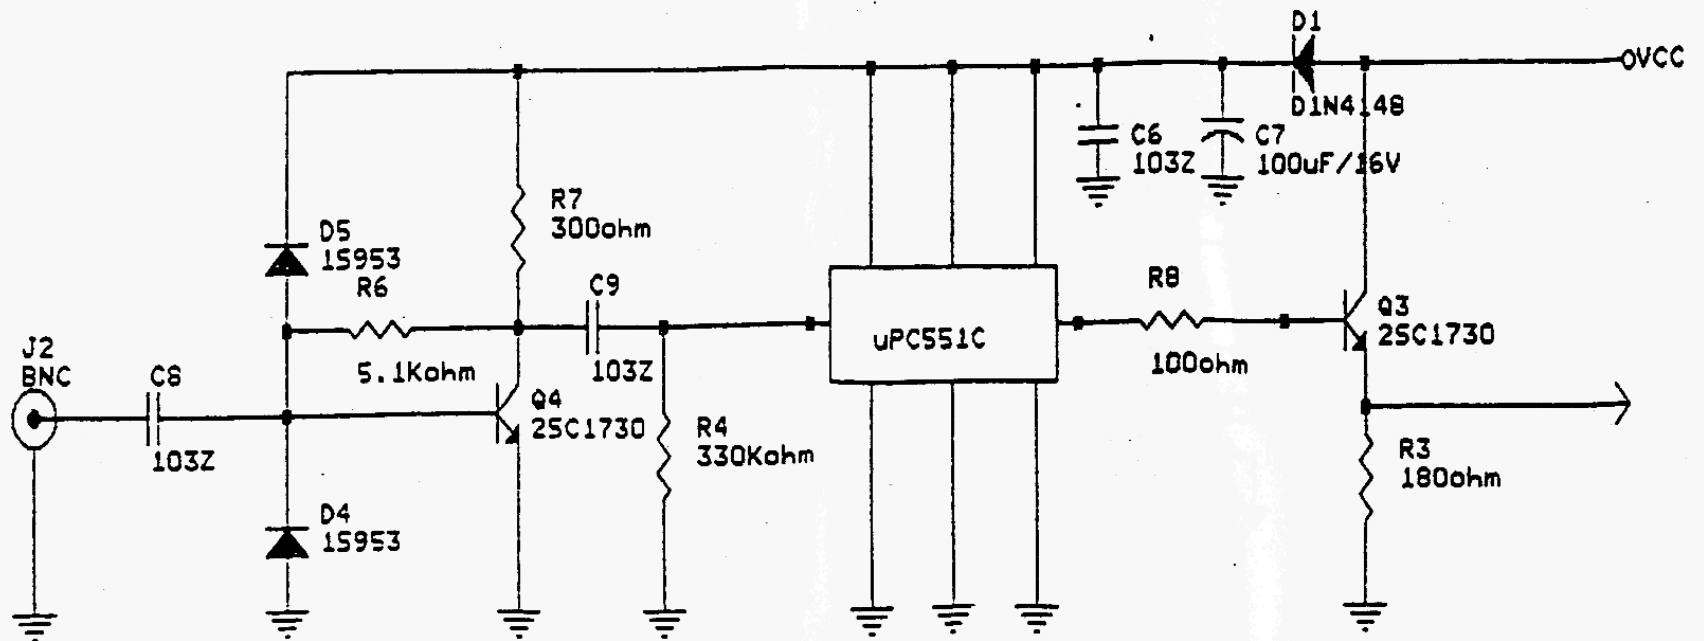 D1
OVCC
D1N4148
C6
103Z
C7
100uF/16V
R7
300ohm
D5
1S953
R6
5.1Kohm
C9
103Z
uPC551C
R8
100ohm
Q3
2SC1730
J2
BNC
C8
103Z
Q4
2SC1730
R4
330Kohm
R3
180ohm
D4
1S953